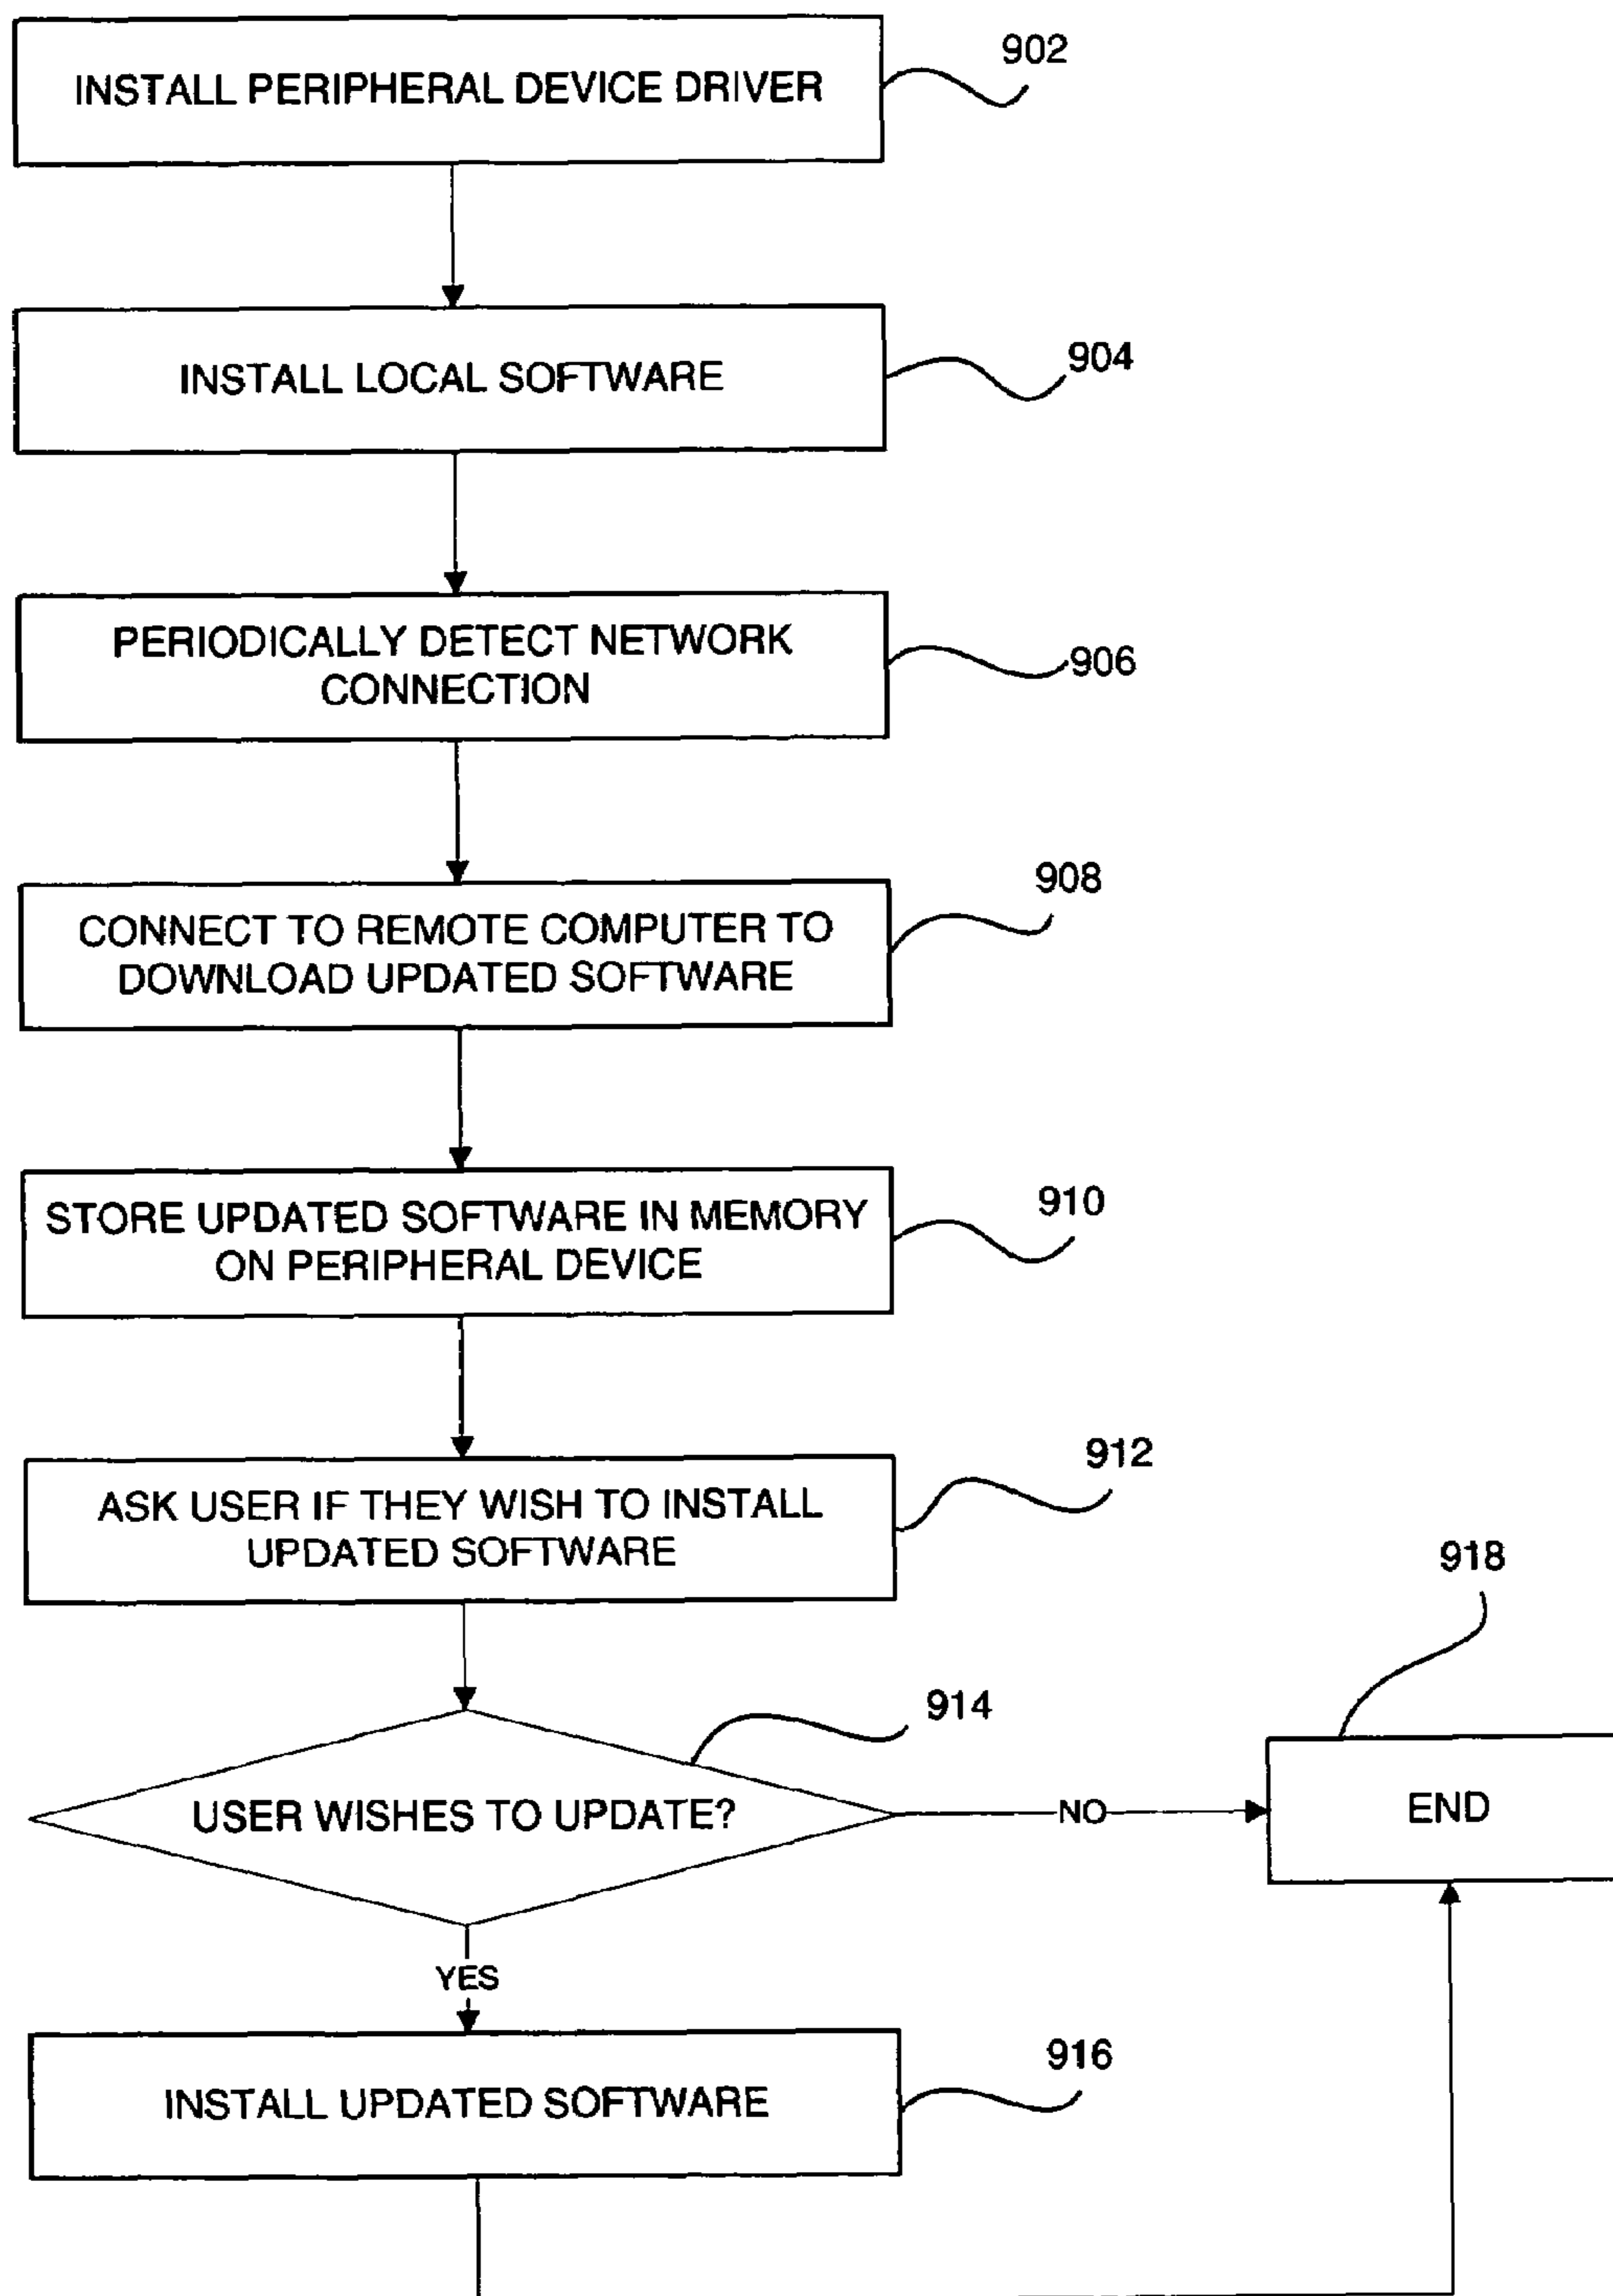 INSTALL PERIPHERAL DEVICE DRIVER
902
INSTALL LOCAL SOFTWARE
904
PERIODICALLY DETECT NETWORK
CONNECTION
906
CONNECT TO REMOTE COMPUTER TO
DOWNLOAD UPDATED SOFTWARE
908
STORE UPDATED SOFTWARE IN MEMORY
ON PERIPHERAL DEVICE
910
ASK USER IF THEY WISH TO INSTALL
UPDATED SOFTWARE
912
USER WISHES TO UPDATE?
914
NO
END
918
YES
INSTALL UPDATED SOFTWARE
916